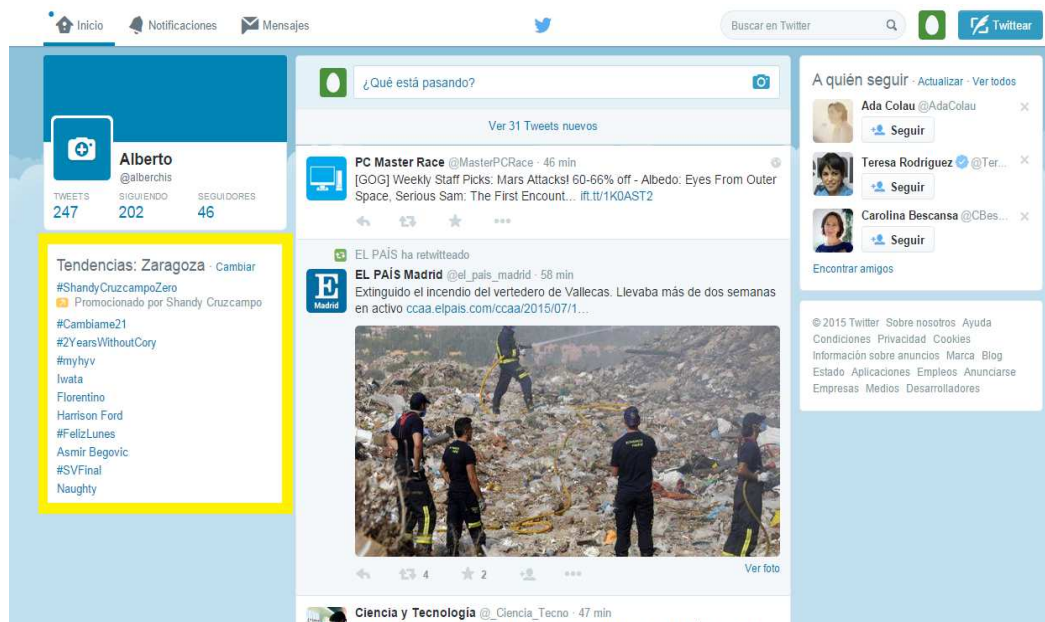 Inicio Notificaciones Mensajes Buscar en Twitter Twittear
Alberto
@alberchis
TWEETS SIGUIENDO SEGUIDORES
247 202 46
Tendencias: Zaragoza · Cambiar
#ShandyCruzcampoZero
Promocionado por Shandy Cruzcampo
#Cambiame21
#2YearsWithoutCory
#myhyv
Iwata
Florentino
Harrison Ford
#FelizLunes
Asmir Begovic
#SVFinal
Naughty
¿Qué está pasando?
Ver 31 Tweets nuevos
PC Master Race @MasterPCRace · 46 min
[GOG] Weekly Staff Picks: Mars Attacks! 60-66% off - Albedo: Eyes From Outer
Space, Serious Sam: The First Encount... ift.tt/1K0AST2
EL PAÍS ha retwitteado
E
Madrid
EL PAÍS Madrid @el_pais_madrid · 58 min
Extinguido el incendio del vertedero de Vallecas. Llevaba más de dos semanas
en activo ccaa.elpais.com/ccaa/2015/07/1...
4 2 Ver foto
Ciencia y Tecnología @_Ciencia_Tecno · 47 min
A quién seguir · Actualizar · Ver todos
Ada Colau @AdaColau
Seguir
Teresa Rodríguez @Ter...
Seguir
Carolina Bescansa @CBes...
Seguir
Encontrar amigos
© 2015 Twitter Sobre nosotros Ayuda
Condiciones Privacidad Cookies
Información sobre anuncios Marca Blog
Estado Aplicaciones Empleos Anunciarse
Empresas Medios Desarrolladores